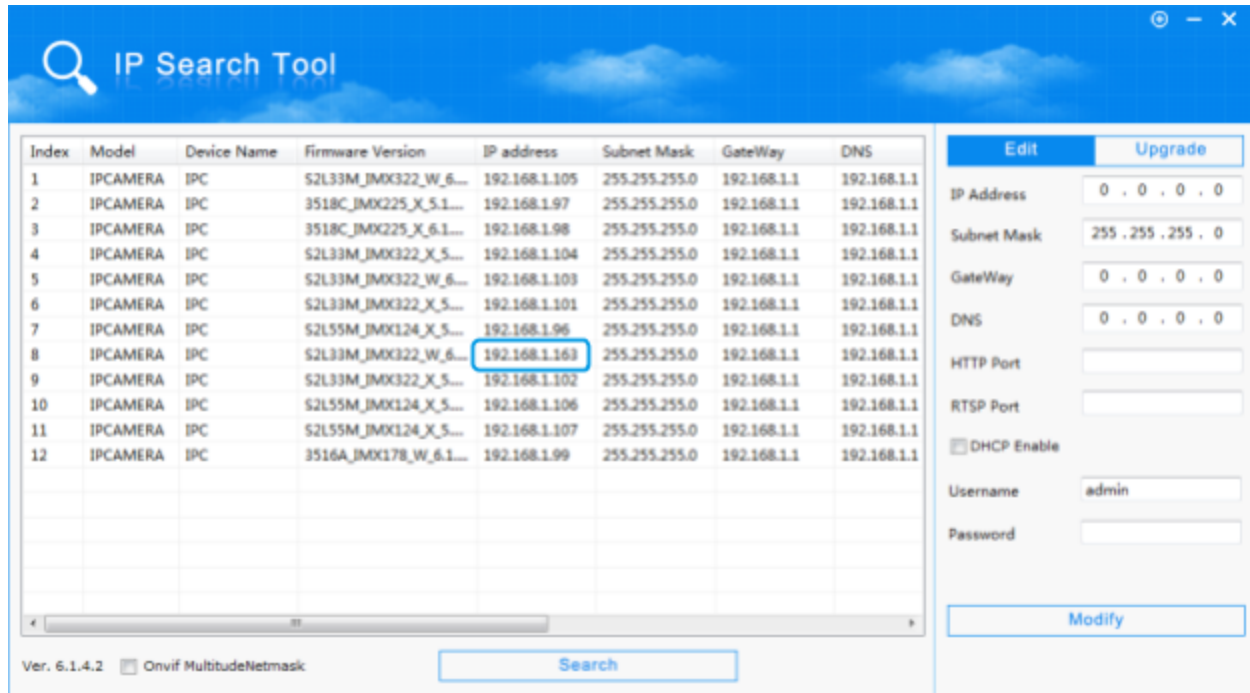 IP Search Tool
Index Model Device Name Firmware Version IP address Subnet Mask GateWay DNS
1 IPCAMERA IPC S2L33M_IMX322_W_6.... 192.168.1.105 255.255.255.0 192.168.1.1 192.168.1.1
2 IPCAMERA IPC 3518C_IMX225_X_5.1.... 192.168.1.97 255.255.255.0 192.168.1.1 192.168.1.1
3 IPCAMERA IPC 3518C_IMX225_X_6.1.... 192.168.1.98 255.255.255.0 192.168.1.1 192.168.1.1
4 IPCAMERA IPC S2L33M_IMX322_X_5.... 192.168.1.104 255.255.255.0 192.168.1.1 192.168.1.1
5 IPCAMERA IPC S2L33M_IMX322_W_6.... 192.168.1.103 255.255.255.0 192.168.1.1 192.168.1.1
6 IPCAMERA IPC S2L33M_IMX322_X_5.... 192.168.1.101 255.255.255.0 192.168.1.1 192.168.1.1
7 IPCAMERA IPC S2L55M_IMX124_X_5.... 192.168.1.96 255.255.255.0 192.168.1.1 192.168.1.1
8 IPCAMERA IPC S2L33M_IMX322_W_6.... 192.168.1.163 255.255.255.0 192.168.1.1 192.168.1.1
9 IPCAMERA IPC S2L33M_IMX322_X_5.... 192.168.1.102 255.255.255.0 192.168.1.1 192.168.1.1
10 IPCAMERA IPC S2L55M_IMX124_X_5.... 192.168.1.106 255.255.255.0 192.168.1.1 192.168.1.1
11 IPCAMERA IPC S2L55M_IMX124_X_5.... 192.168.1.107 255.255.255.0 192.168.1.1 192.168.1.1
12 IPCAMERA IPC 3516A_IMX178_W_6.1.... 192.168.1.99 255.255.255.0 192.168.1.1 192.168.1.1
Ver. 6.1.4.2 Onvif MultitudeNetmask Search
Edit Upgrade
IP Address 0 . 0 . 0 . 0
Subnet Mask 255 . 255 . 255 . 0
GateWay 0 . 0 . 0 . 0
DNS 0 . 0 . 0 . 0
HTTP Port
RTSP Port
DHCP Enable
Username admin
Password
Modify